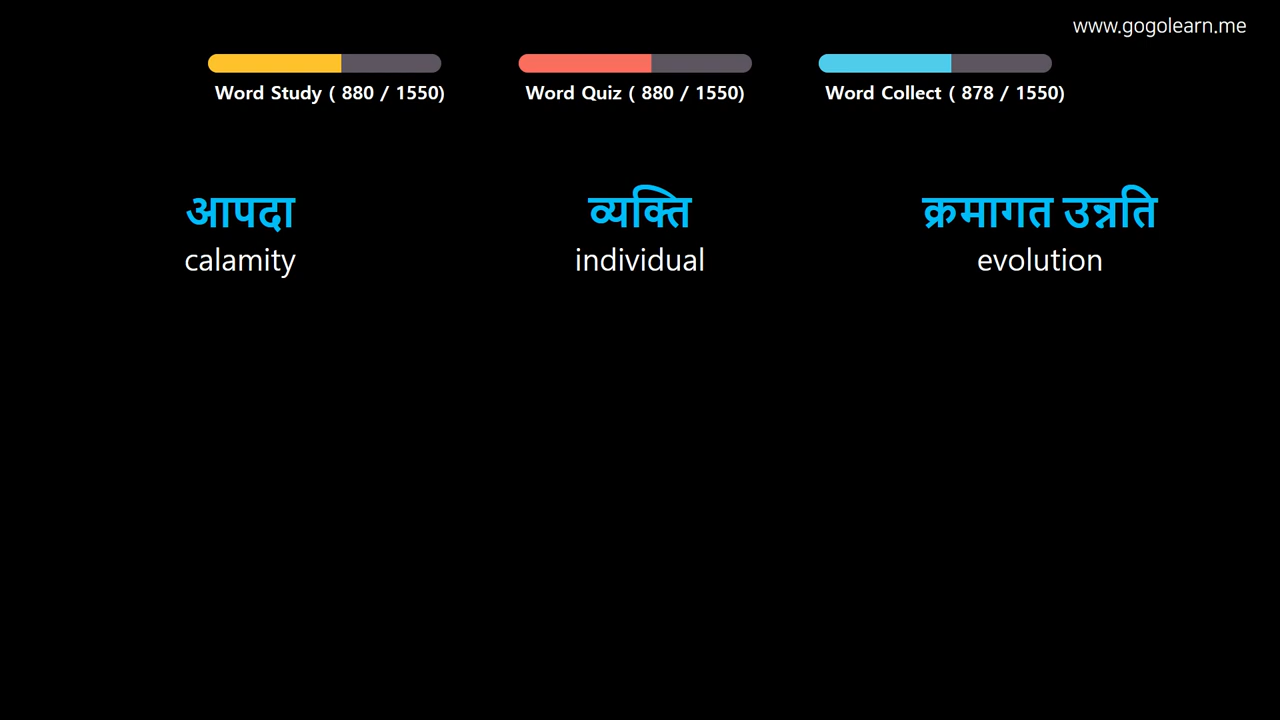 www.gogolearn.me
Word Study ( 880 / 1550)
Word Quiz ( 880 / 1550)
Word Collect ( 878 / 1550)
आपदा
calamity
व्यक्ति
individual
क्रमागत उन्नति
evolution